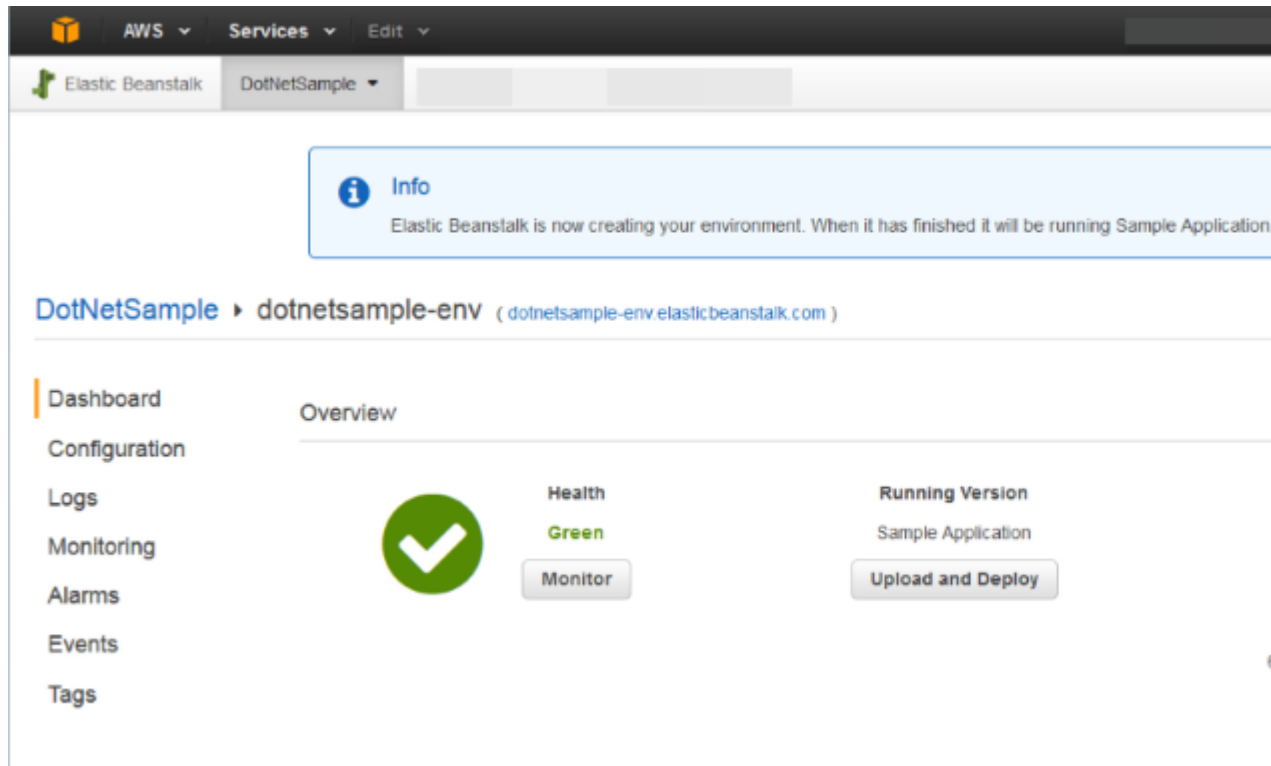 AWS Services Edit
Elastic Beanstalk DotNetSample
Info
Elastic Beanstalk is now creating your environment. When it has finished it will be running Sample Application
DotNetSample dotnetsample-env ( dotnetsample-env.elasticbeanstalk.com )
Dashboard
Overview
Configuration
Logs
Health
Running Version
Green
Sample Application
Monitoring
Monitor
Upload and Deploy
Alarms
Events
Tags